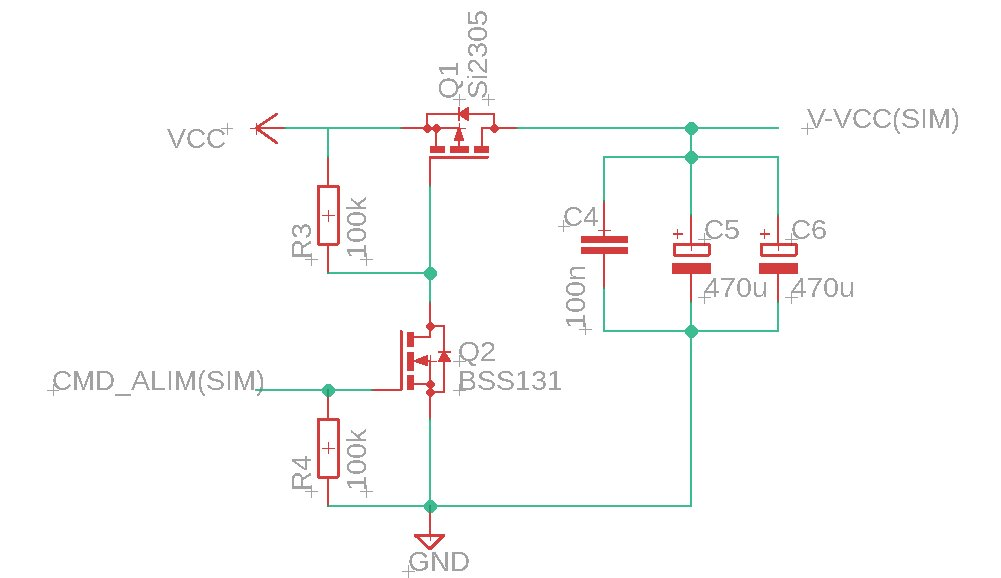 Q1
Si2305
VCC
V-VCC(SIM)
R3
100k
C4
100n
C5
470u
C6
470u
Q2
BSS131
CMD_ALIM(SIM)
R4
100k
GND